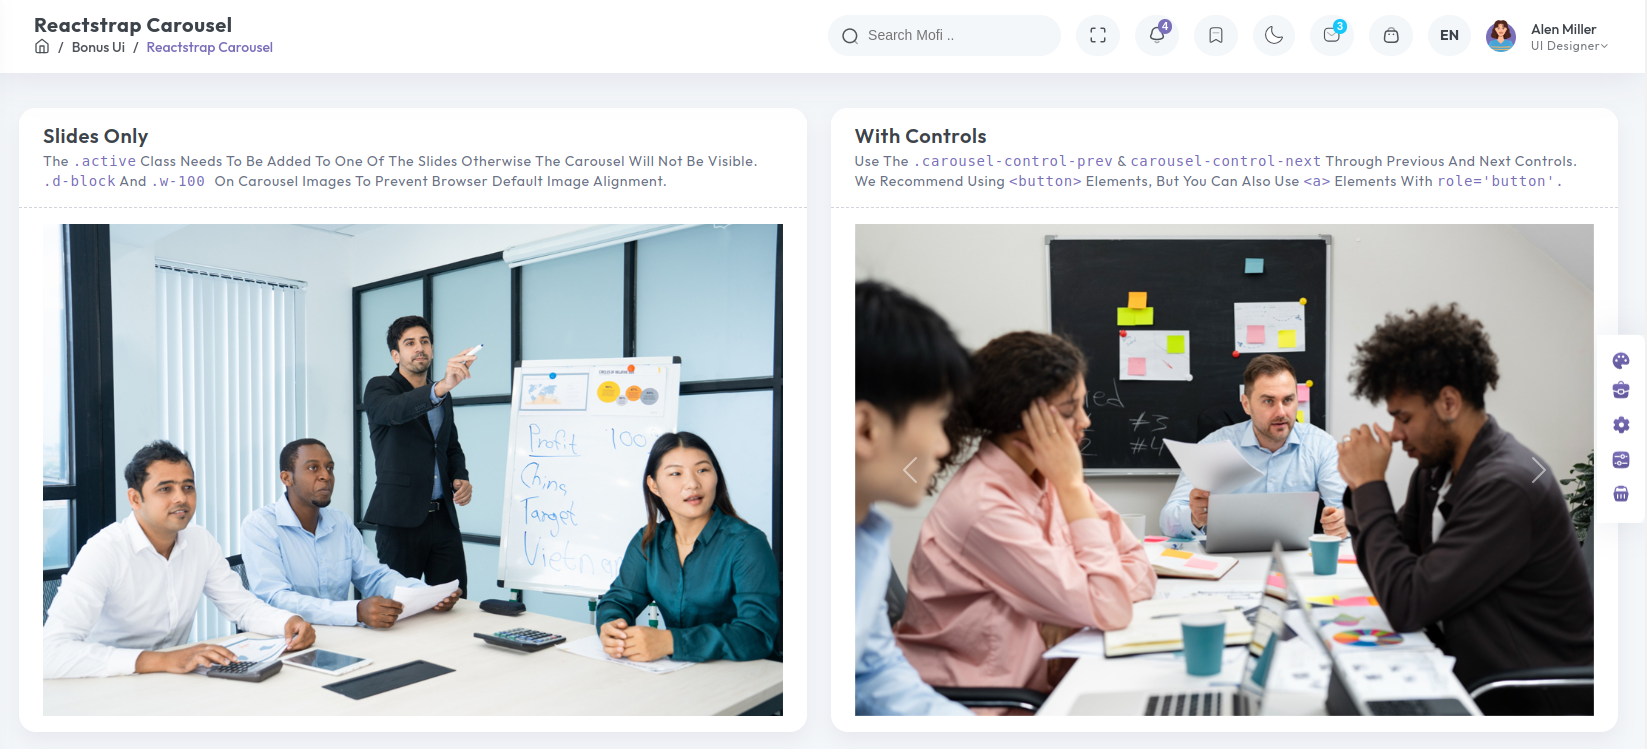 Reactstrap Carousel
/ Bonus Ui / Reactstrap Carousel
Search Mofi ..
4
3
EN
Alen Miller
UI Designer
Slides Only
The .active Class Needs To Be Added To One Of The Slides Otherwise The Carousel Will Not Be Visible.
.d-block And .w-100 On Carousel Images To Prevent Browser Default Image Alignment.
Profit 100
China
Target
Vietnam
With Controls
Use The .carousel-control-prev & carousel-control-next Through Previous And Next Controls.
We Recommend Using <button> Elements, But You Can Also Use <a> Elements With role='button'.
#3
#4